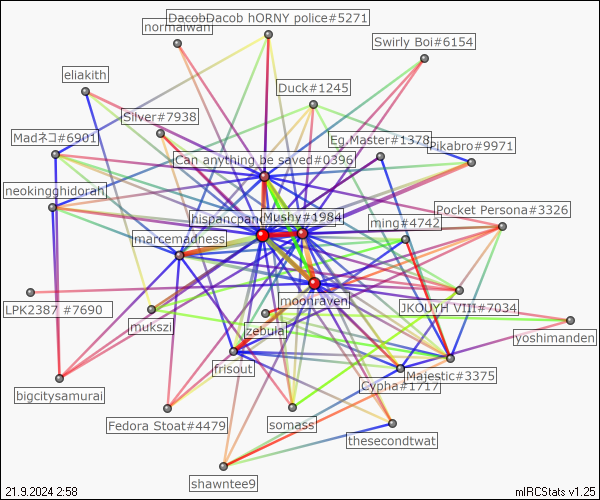 DacobDacob hORNY police#5271
normalwan
Swirly Boi#6154
eliakith
Duck#1245
Silver#7938
Madネコ#6901
Eg.Master#1378
Pikabro#9971
Can anything be saved#0396
neokingghidorah
Pocket Persona#3326
Mushy#1984
ming#4742
marcemadness
moonraven
LPK2387 #7690
JKOUYH VIII#7034
mukszi
zebula
yoshimanden
frisout
Majestic#3375
Cypha#1717
bigcitysamurai
Fedora Stoat#4479
somass
thesecondtwat
shawntee9
21.9.2024 2:58
mIRCStats v1.25